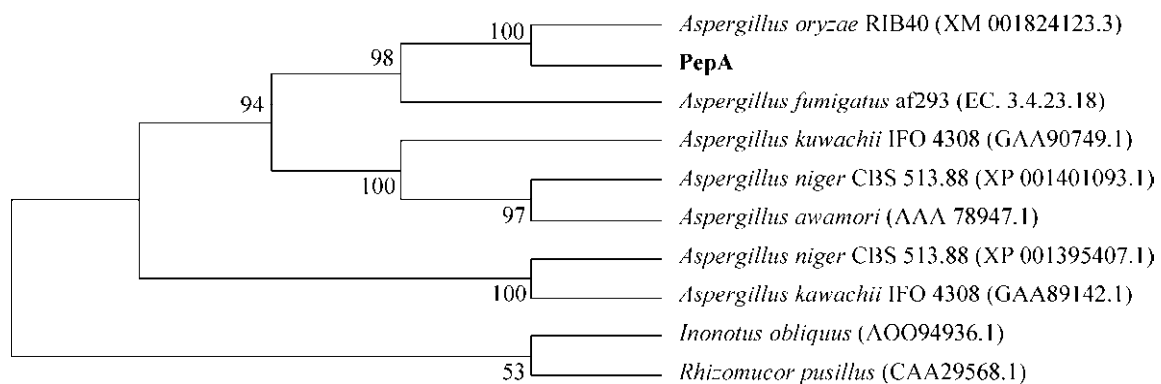 Aspergillus oryzae RIB40 (XM 001824123.3)
100
PepA
98
94
Aspergillus fumigatus af293 (EC. 3.4.23.18)
Aspergillus kuwachii IFO 4308 (GAA90749.1)
100
Aspergillus niger CBS 513.88 (XP 001401093.1)
97
Aspergillus awamori (AAA 78947.1)
Aspergillus niger CBS 513.88 (XP 001395407.1)
100
Aspergillus kawachii IFO 4308 (GAA89142.1)
Inonotus obliquus (AOO94936.1)
53
Rhizomucor pusillus (CAA29568.1)